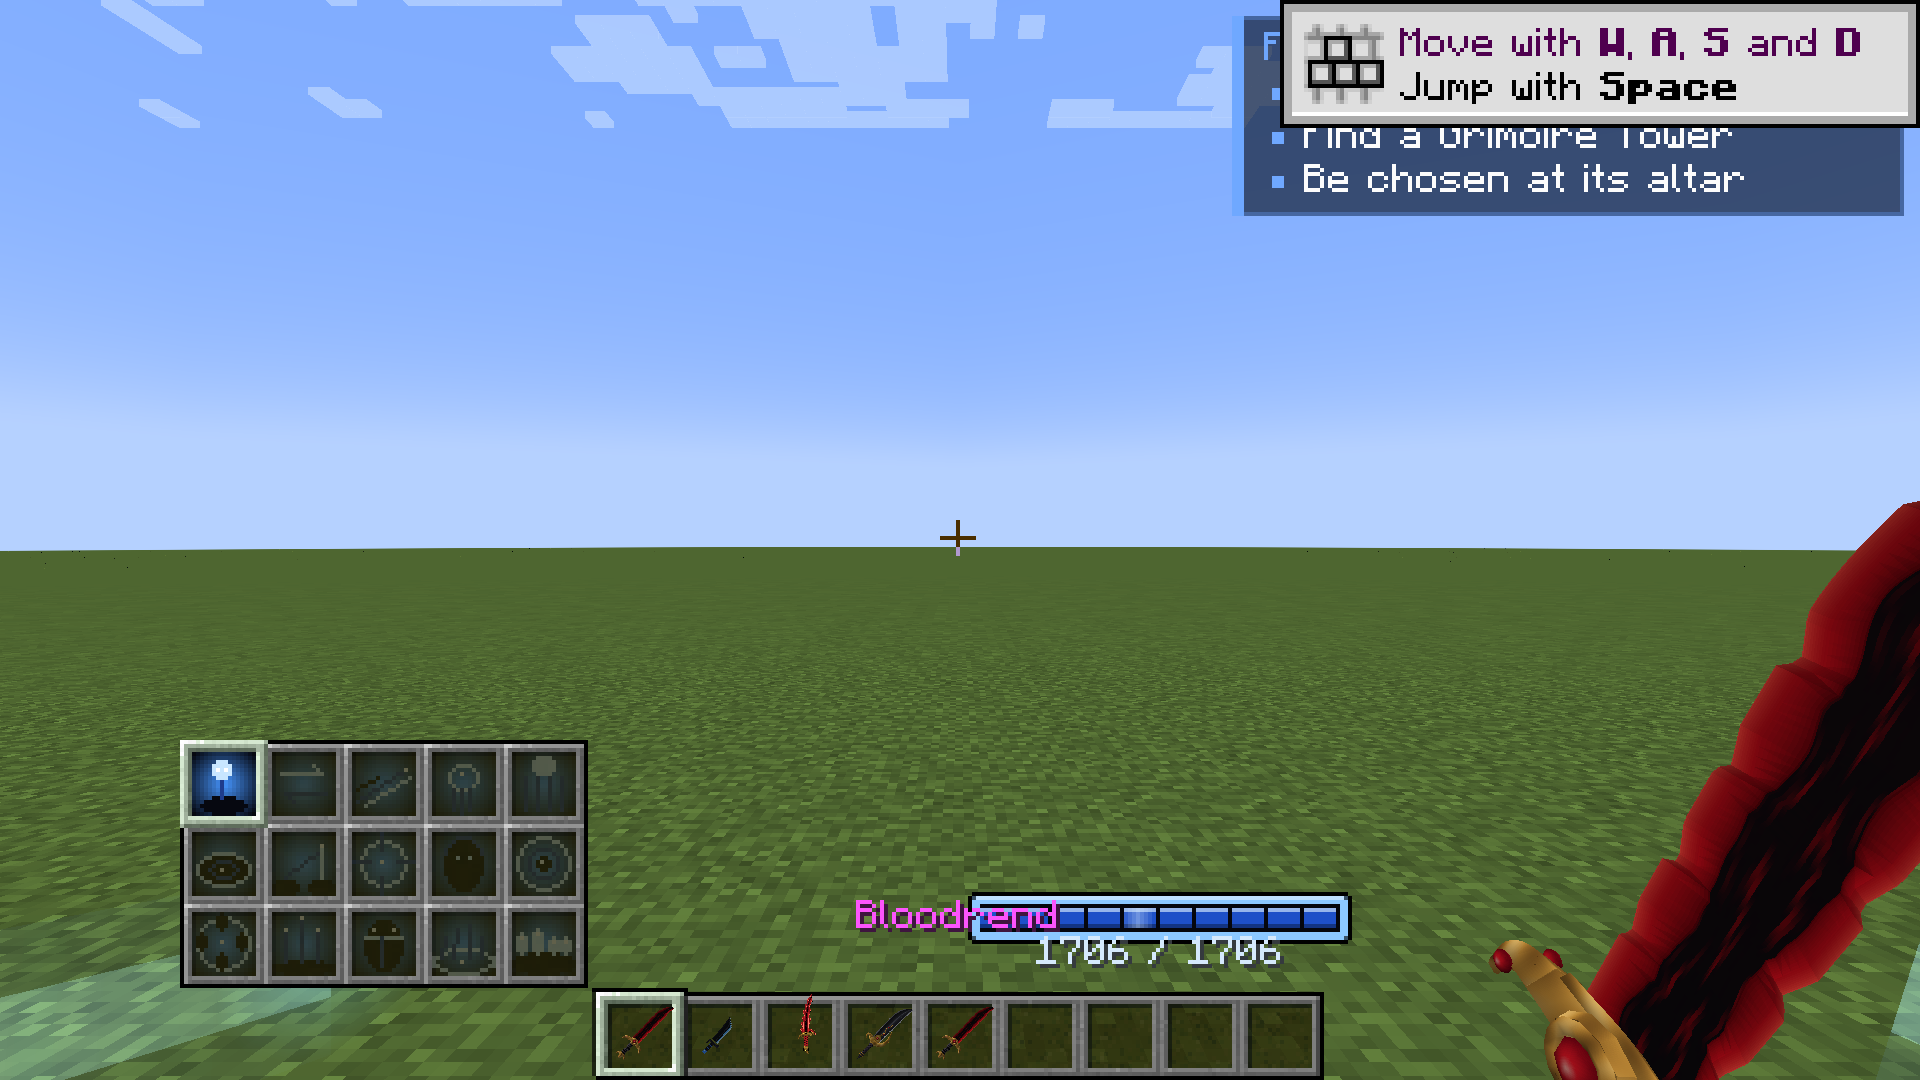 Move with W, A, S and D
Jump with Space
Find a Grimoire Tower
Be chosen at its altar
Bloodrend
1706 / 1706